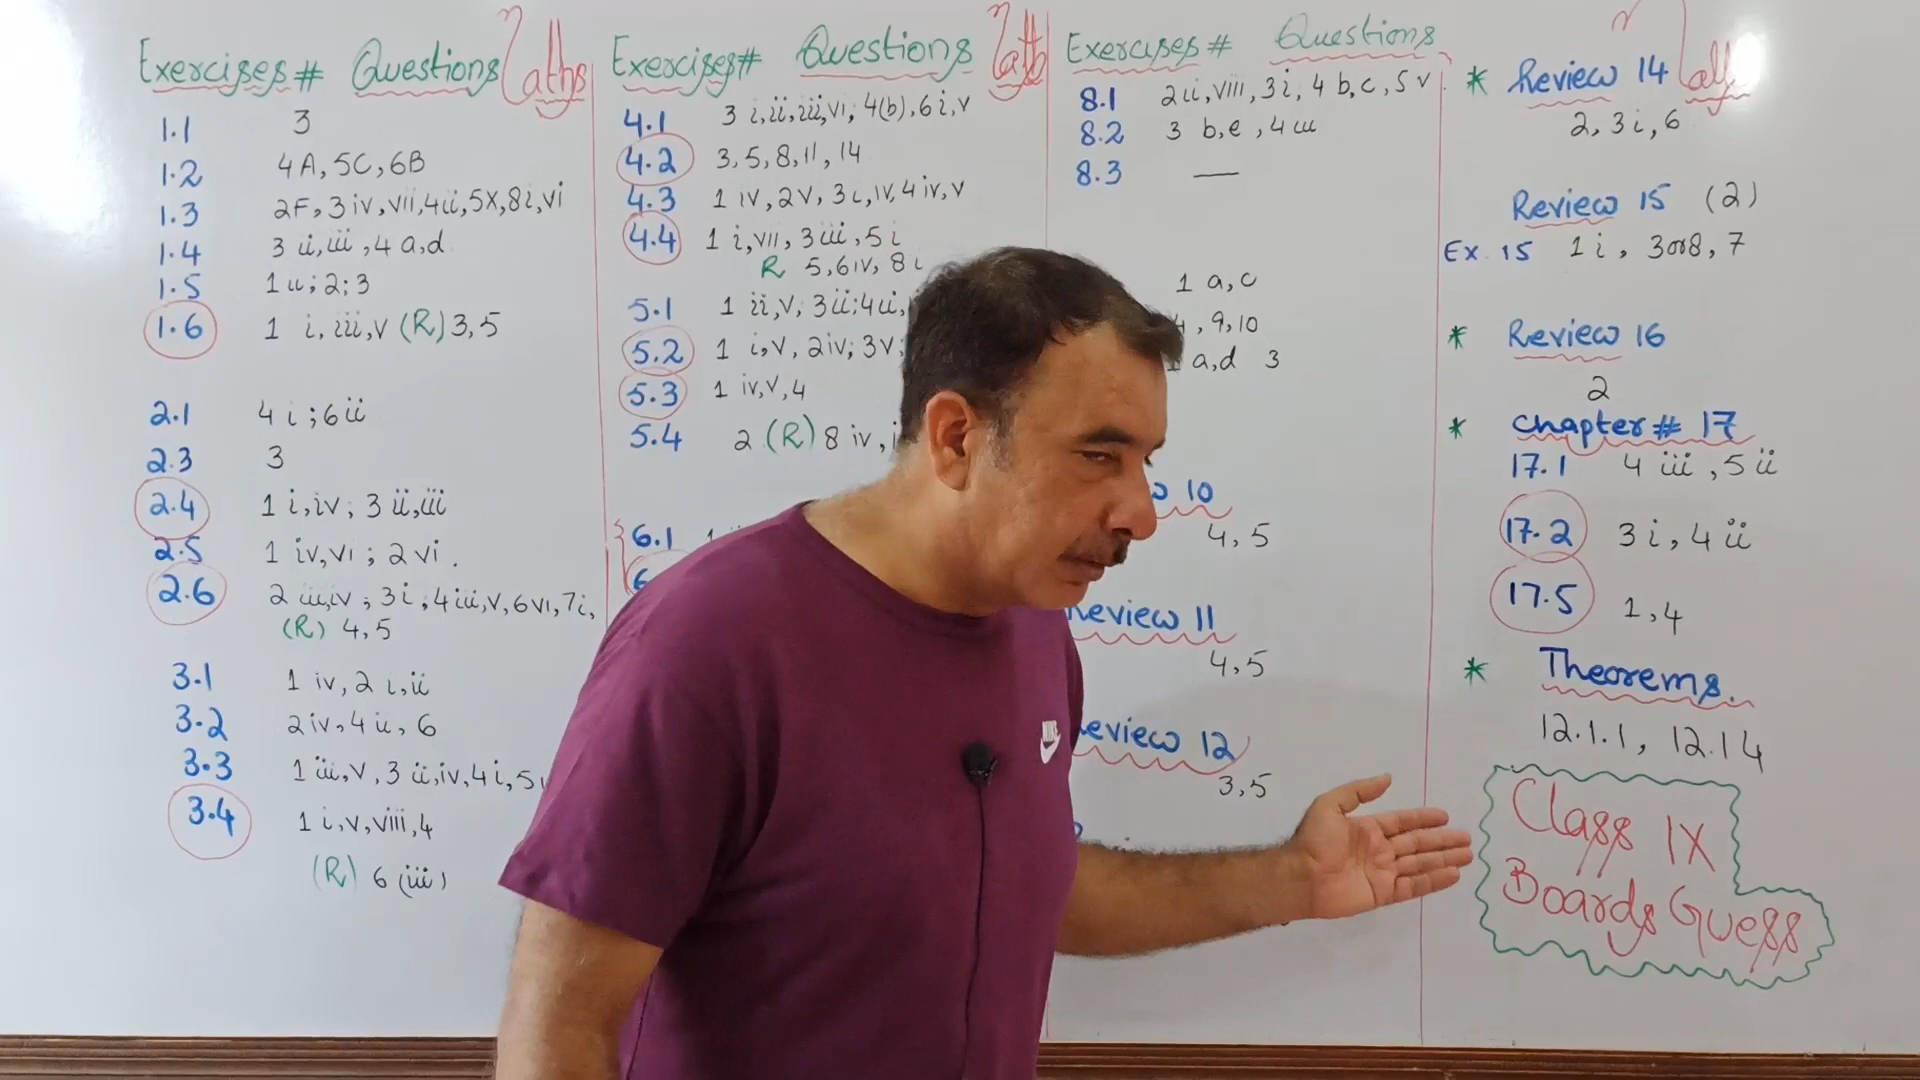 Exercises# Questions Maths
1.1 3
1.2 4A, 5C, 6B
1.3 2F, 3 iv, vii, 4ii, 5X, 8i, vi
1.4 3 ii, iii, 4 a,d
1.5 1 ii; 2; 3
1.6 1 i, iii, v (R) 3, 5
2.1 4 i; 6 ii
2.3 3
2.4 1 i, iv; 3 ii, iii
2.5 1 iv, vi; 2 vi.
2.6 2 iii, iv; 3 i, 4 iii, v, 6 vi, 7i,
(R) 4, 5
3.1 1 iv, 2 i, ii
3.2 2 iv, 4 ii, 6
3.3 1 iii, v, 3 ii, iv, 4 i, 5
3.4 1 i, v, viii, 4
(R) 6 (iii)
Exercises# Questions Math
4.1 3 i, ii, iii, vi, 4(b), 6 i, v
4.2 3, 5, 8, 11, 14
4.3 1 iv, 2 v, 3 i, iv, 4 iv, v
4.4 1 i, vii, 3 iii, 5 i
R 5, 6 iv, 8 i
5.1 1 ii, v, 3 ii; 4 ii,
5.2 1 i, v, 2 iv; 3 v;
5.3 1 iv, v, 4
5.4 2 (R) 8 iv,
6.1
Exercises# Questions
8.1 2 ii, viii, 3 i, 4 b, c, 5 v
8.2 3 b, e, 4 iii
8.3 —
1 a, c
, 9, 10
a, d 3
10
4, 5
Review 11
4, 5
Review 12
3, 5
Math
* Review 14
2, 3 i, 6
Review 15 (2)
Ex. 15 1 i, 3 or 8, 7
* Review 16
2
* Chapter # 17
17.1 4 iii, 5 ii
17.2 3 i, 4 ii
17.5 1, 4
* Theorems.
12.1.1, 12.1.4
Class IX
Boards Guess